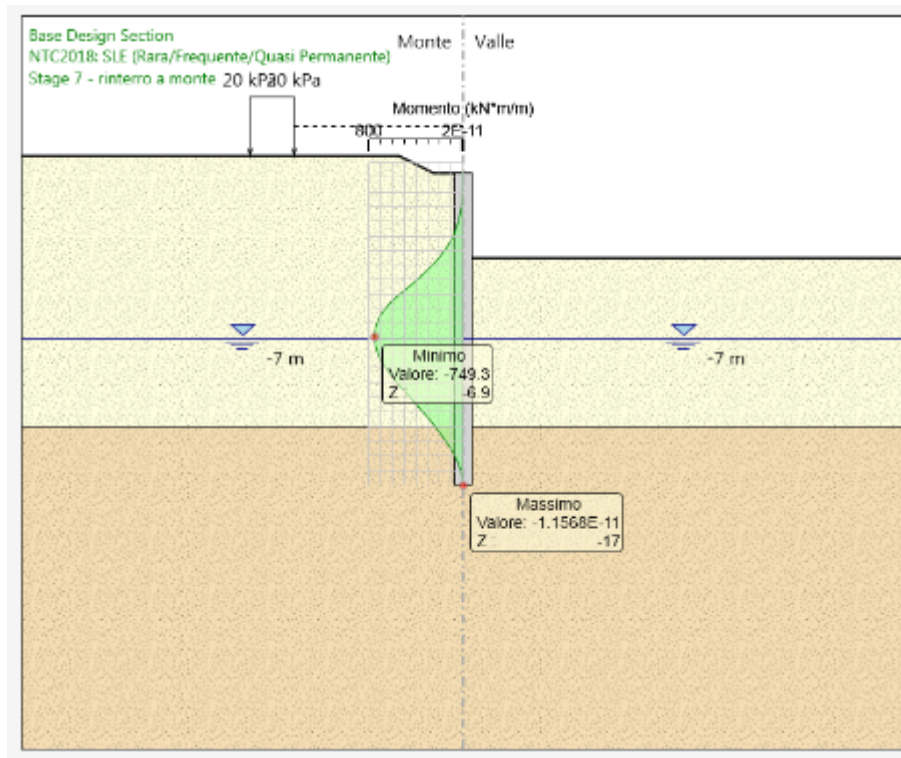 Base Design Section
NTC2018: SLE (Rara/Frequente/Quasi Permanente)
Stage 7 - rinterro a monte
Monte
Valle
20 kPa
kPa
Momento (kN*m/m)
800
2E-11
-7 m
-7 m
Minimo
Valore: -749.3
Z : -6.9
Massimo
Valore: -1.1568E-11
Z : -17